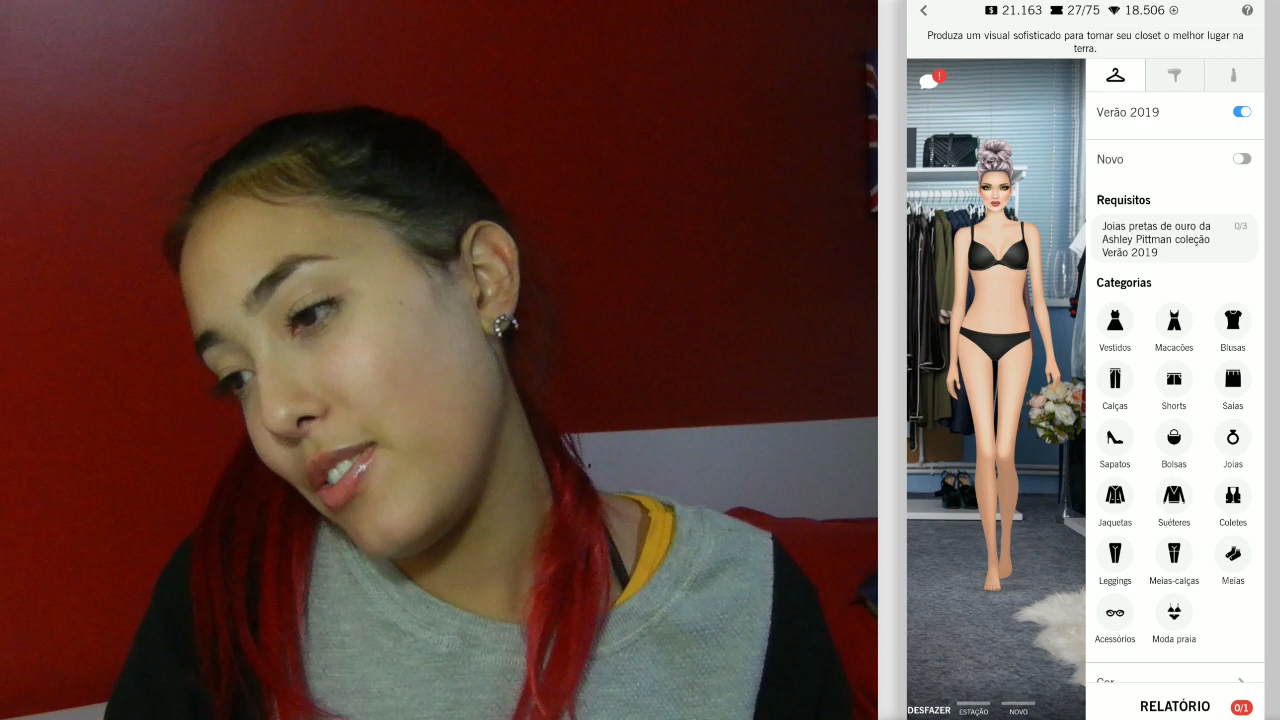 $ 21.163 27/75 18.506
?
Produza um visual sofisticado para tornar seu closet o melhor lugar na
terra.
!
Verão 2019
Novo
Requisitos
Joias pretas de ouro da 0/3
Ashley Pittman coleção
Verão 2019
Categorias
Vestidos Macacões Blusas
Calças Shorts Saias
Sapatos Bolsas Joias
Jaquetas Suéteres Coletes
Leggings Meias-calças Meias
Acessórios Moda praia
Cor
DESFAZER ESTAÇÃO NOVO
RELATÓRIO 0/1